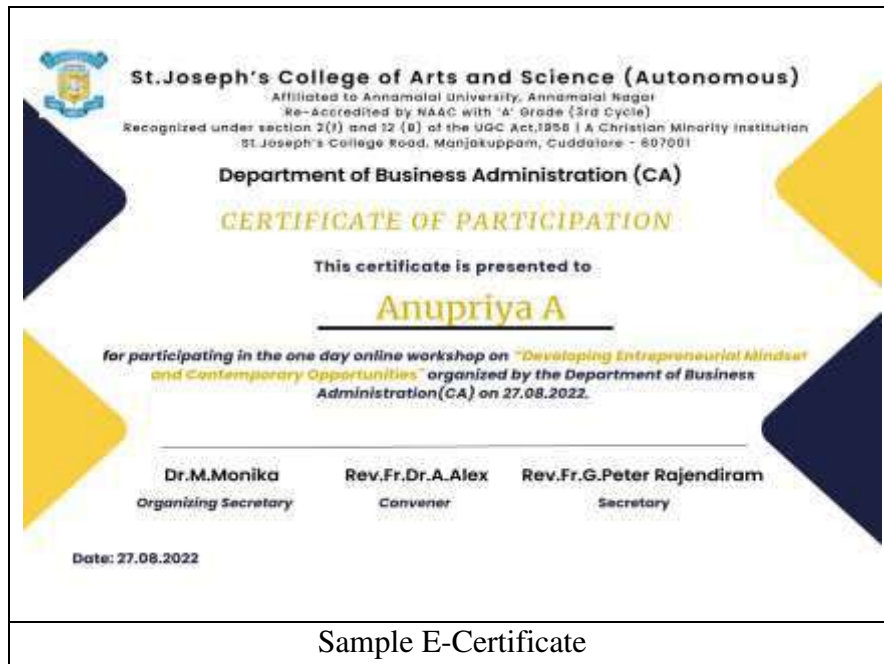 St.Joseph's College of Arts and Science (Autonomous)
Affiliated to Annamalai University, Annamalai Nagar
Re-Accredited by NAAC with 'A' Grade (3rd Cycle)
Recognized under section 2(f) and 12 (B) of the UGC Act,1956 | A Christian Minority Institution
St.Joseph's College Road, Manjakuppam, Cuddalore - 607001
Department of Business Administration (CA)
CERTIFICATE OF PARTICIPATION
This certificate is presented to
Anupriya A
for participating in the one day online workshop on "Developing Entrepreneurial Mindset
and Contemporary Opportunities" organized by the Department of Business
Administration(CA) on 27.08.2022.
Dr.M.Monika Rev.Fr.Dr.A.Alex Rev.Fr.G.Peter Rajendiram
Organizing Secretary Convener Secretary
Date: 27.08.2022
Sample E-Certificate